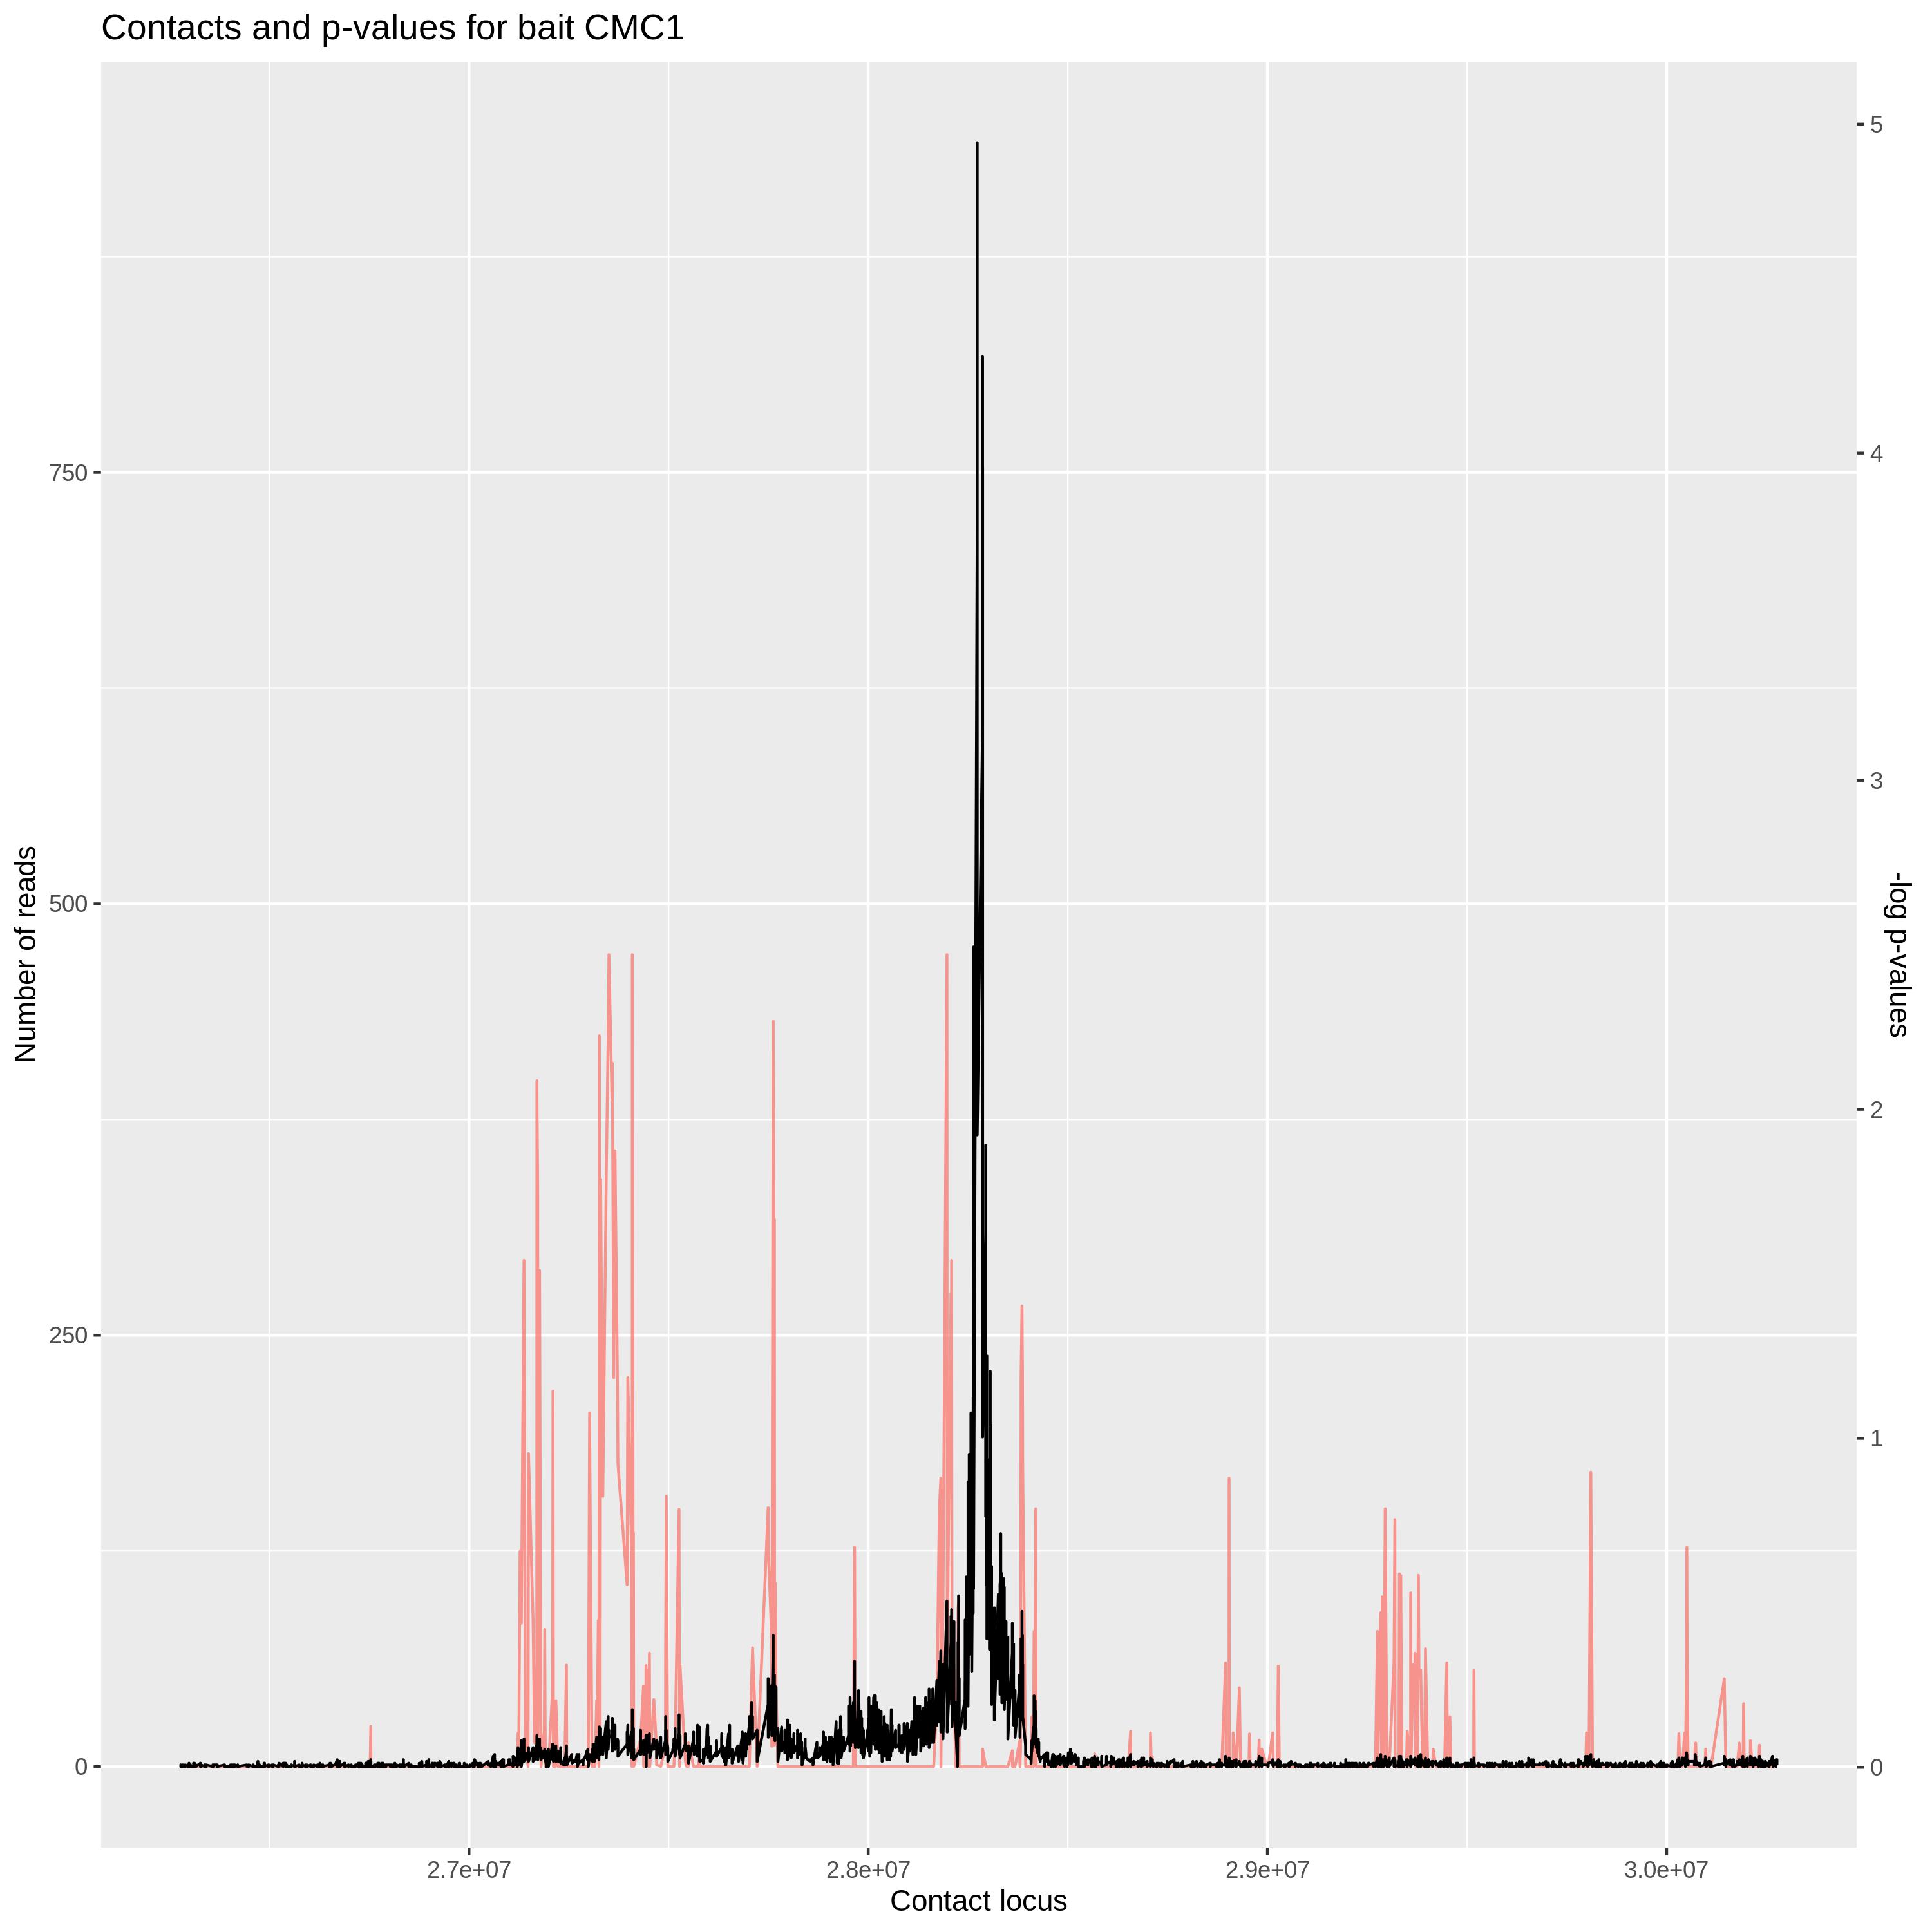 Contacts and p-values for bait CMC1
Number of reads
750
500
250
0
5
4
3
2
1
0
-log p-values
2.7e+07
2.8e+07
2.9e+07
3.0e+07
Contact locus